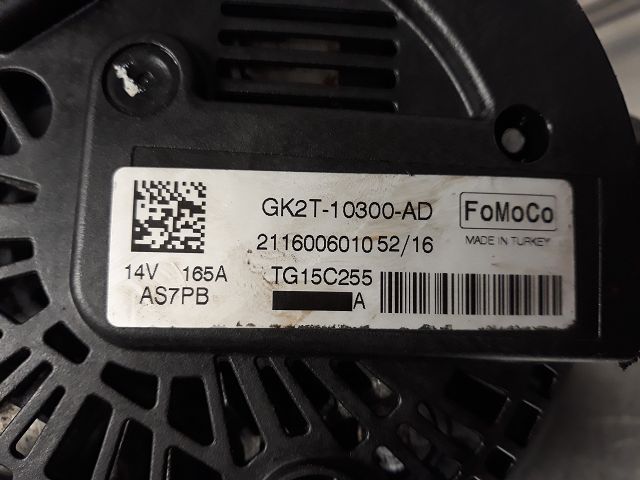 GK2T-10300-AD
FoMoCo
2116006010 52/16
MADE IN TURKEY
14V 165A
TG15C255
AS7PB
A